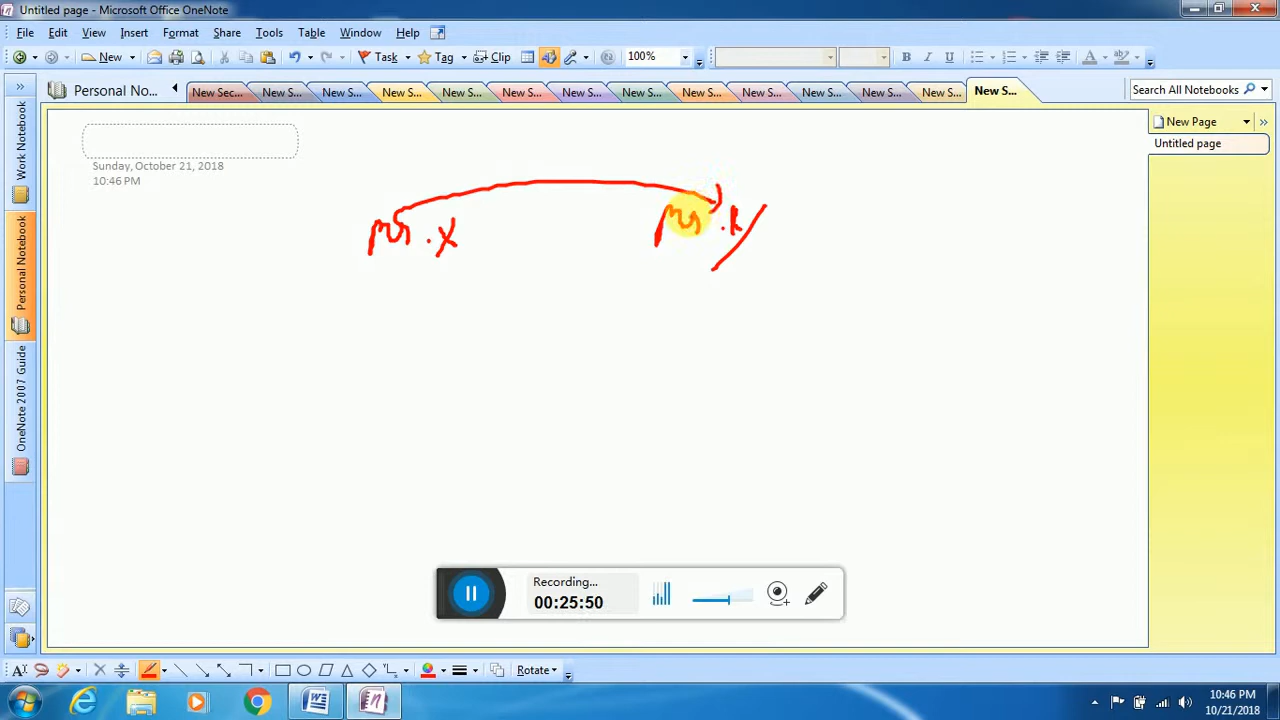 Untitled page - Microsoft Office OneNote
File Edit View Insert Format Share Tools Table Window Help
New Task Tag Clip 100%
Personal No... New Sec... New S... New S... New S... New S... New S... New S... New S... New S... New S... New S... New S... New S... New S... Search All Notebooks
New Page
Untitled page
Work Notebook
Personal Notebook
OneNote 2007 Guide
Sunday, October 21, 2018
10:46 PM
Mr.X Mr.
Recording...
00:25:50
Rotate
10:46 PM
10/21/2018